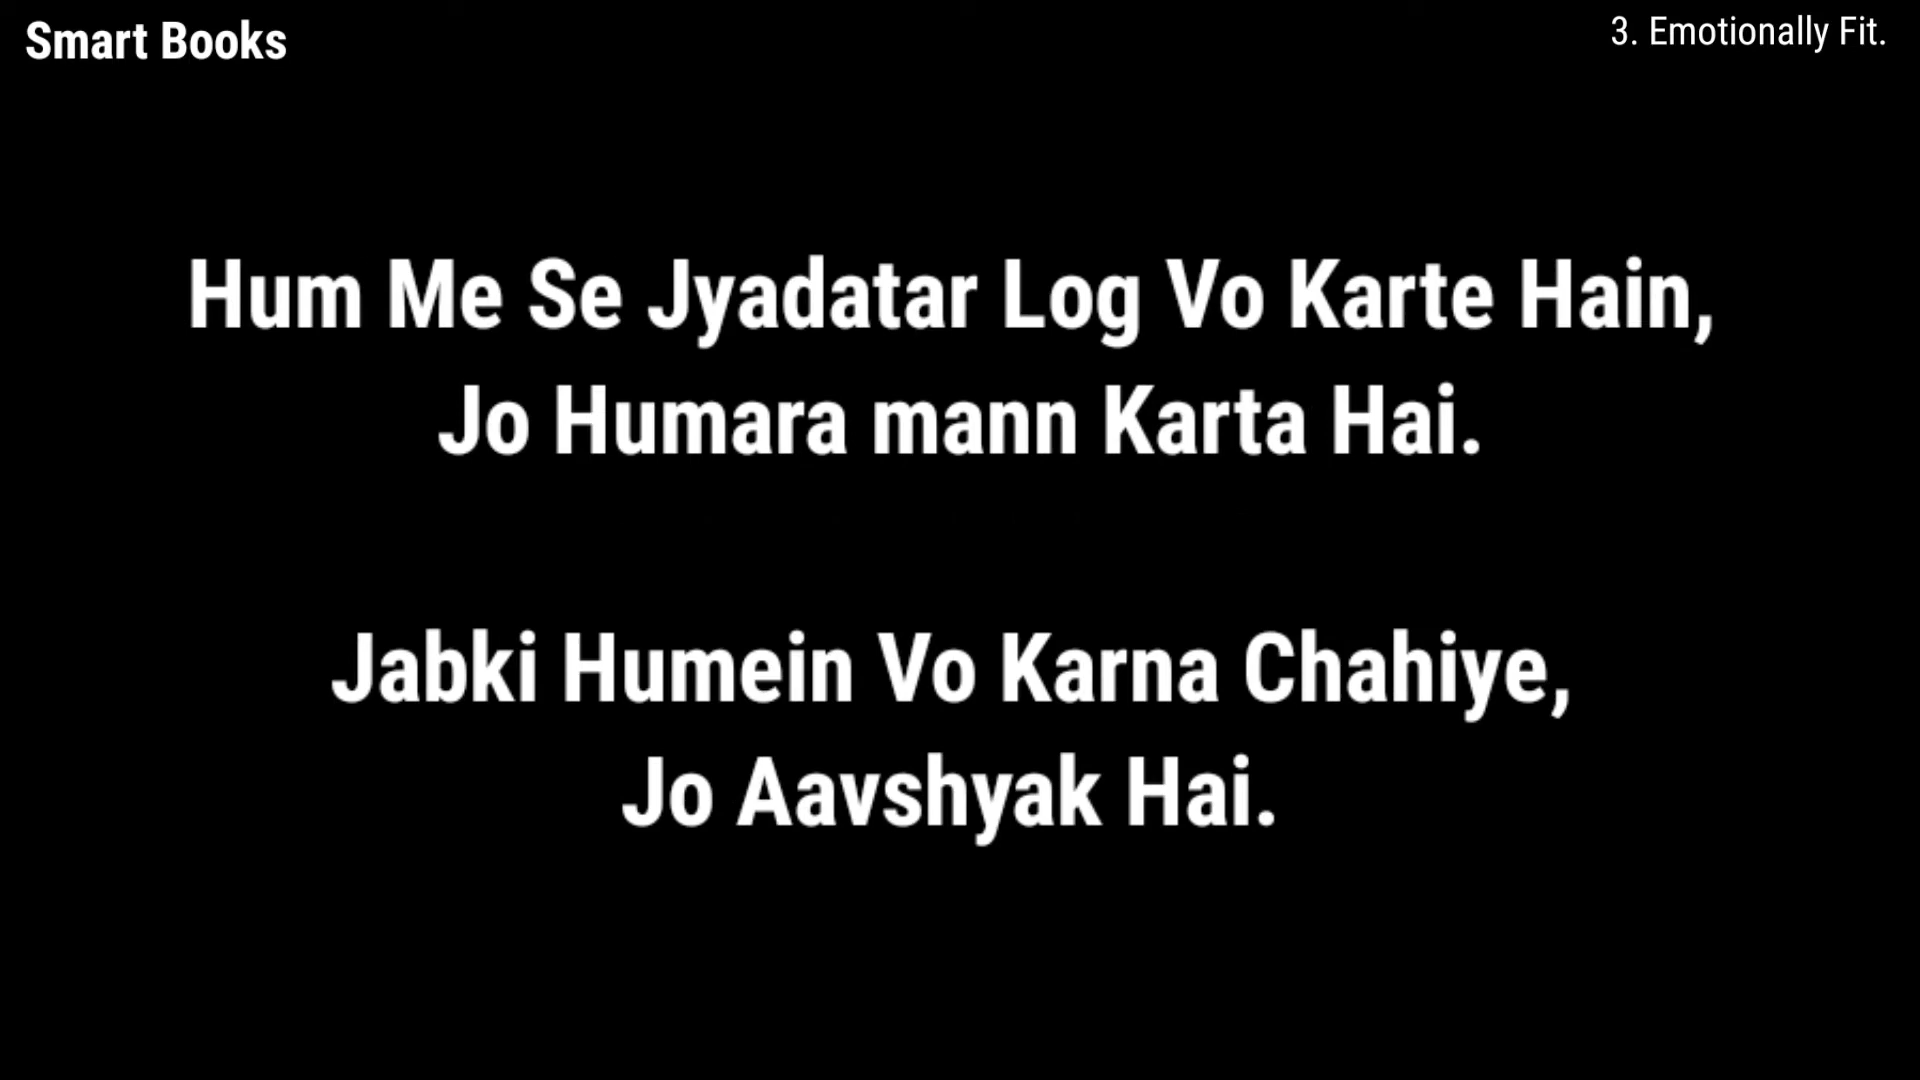 Smart Books
3. Emotionally Fit.
Hum Me Se Jyadatar Log Vo Karte Hain,
Jo Humara mann Karta Hai.
Jabki Humein Vo Karna Chahiye,
Jo Aavshyak Hai.